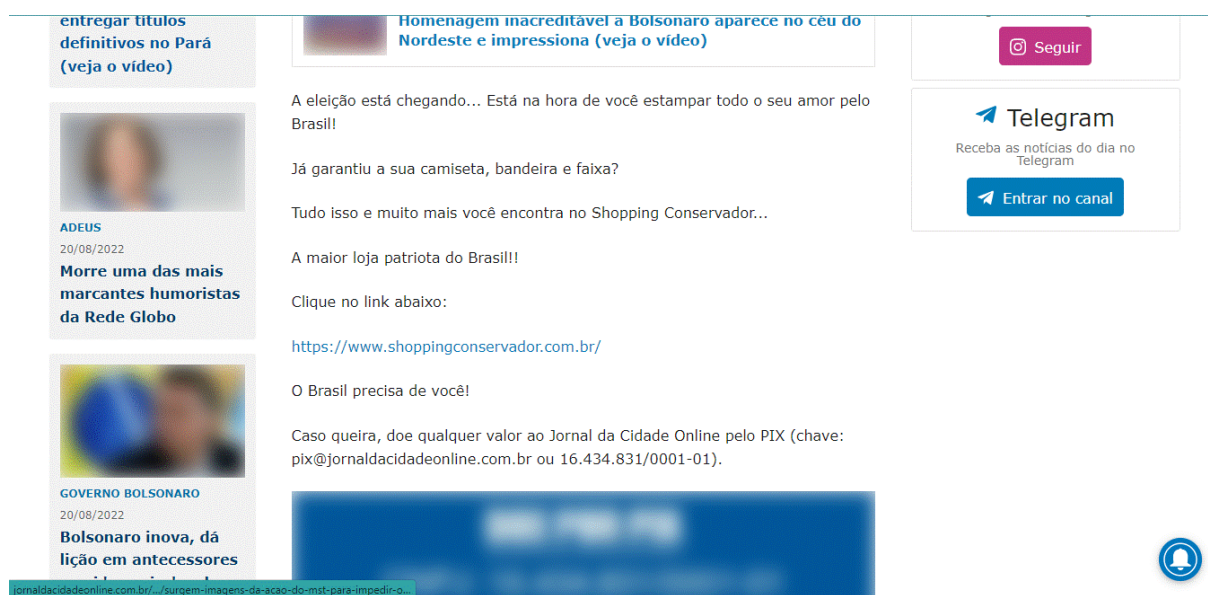 entregar títulos
definitivos no Pará
(veja o vídeo)
ADEUS
20/08/2022
Morre uma das mais
marcantes humoristas
da Rede Globo
GOVERNO BOLSONARO
20/08/2022
Bolsonaro inova, dá
lição em antecessores
Homenagem inacreditável a Bolsonaro aparece no céu do
Nordeste e impressiona (veja o vídeo)
A eleição está chegando... Está na hora de você estampar todo o seu amor pelo
Brasil!
Já garantiu a sua camiseta, bandeira e faixa?
Tudo isso e muito mais você encontra no Shopping Conservador...
A maior loja patriota do Brasil!!
Clique no link abaixo:
https://www.shoppingconservador.com.br/
O Brasil precisa de você!
Caso queira, doe qualquer valor ao Jornal da Cidade Online pelo PIX (chave:
pix@jornaldacidadeonline.com.br ou 16.434.831/0001-01).
Seguir
Telegram
Receba as notícias do dia no
Telegram
Entrar no canal
jornaldacidadeonline.com.br/.../surgem-imagens-da-acao-do-mst-para-impedir-o...